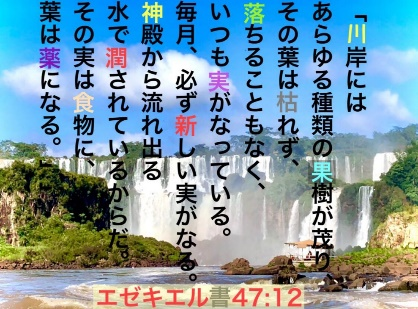 「川岸には
あらゆる種類の果樹が茂り
その葉は枯れず、
落ちることもなく、
いつも実がなっている。
毎月、必ず新しい実がなる。
神殿から流れ出る
水で潤されているからだ。
その実は食物に、
葉は薬になる。」
エゼキエル書47:12